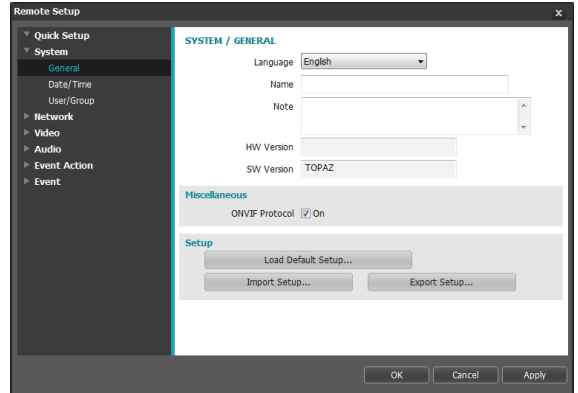 Remote Setup x
Quick Setup
System
General
Date/Time
User/Group
Network
Video
Audio
Event Action
Event
SYSTEM / GENERAL
Language English
Name
Note
HW Version
SW Version TOPAZ
Miscellaneous
ONVIF Protocol On
Setup
Load Default Setup...
Import Setup... Export Setup...
OK Cancel Apply